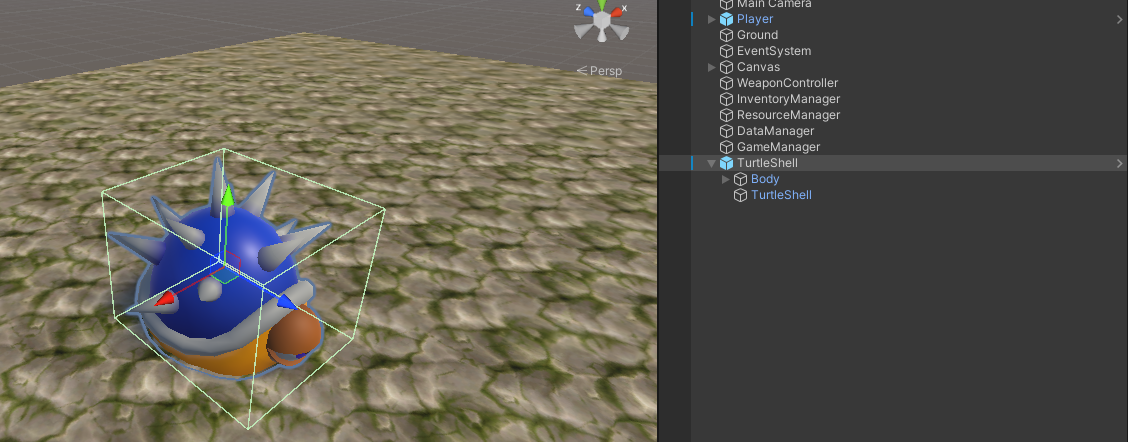 Main Camera
Player
Ground
EventSystem
Canvas
WeaponController
InventoryManager
ResourceManager
DataManager
GameManager
TurtleShell
Body
TurtleShell
z
x
Persp